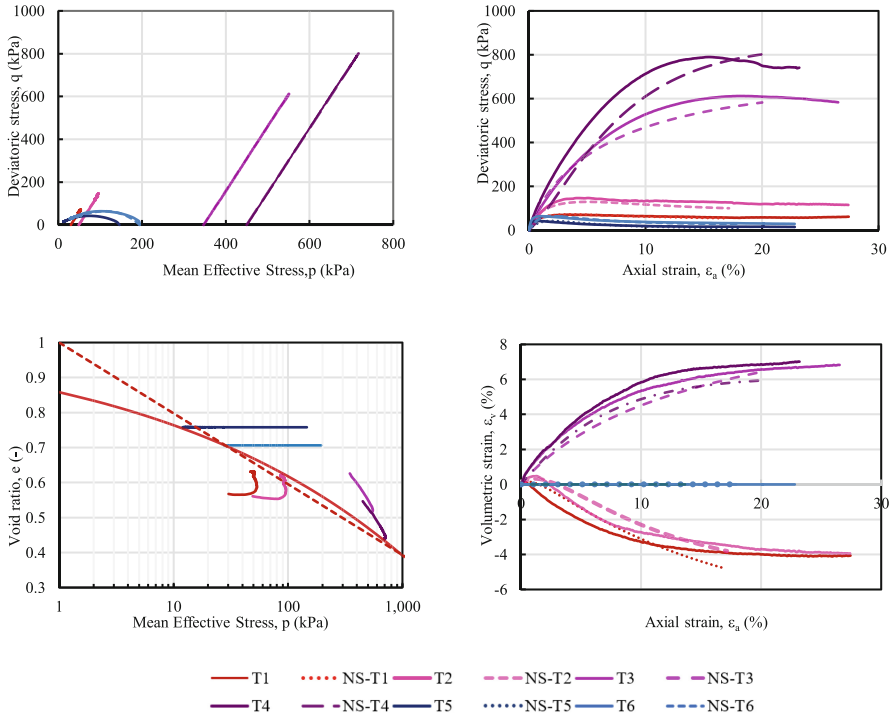 1000
800
600
400
200
0
0 200 400 600 800
Deviatoric stresss, q (kPa)
Mean Effective Stress,p (kPa)
1000
800
600
400
200
0
0 10 20 30
Deviatoric stress, q (kPa)
Axial strain, εa (%)
1
0.9
0.8
0.7
0.6
0.5
0.4
0.3
1 10 100 1,000
Void ratio, e (-)
Mean Effective Stress, p (kPa)
8
6
4
2
0
-2
-4
-6
0 10 20 30
Volumetric strain, εv (%)
Axial strain, εa (%)
T1 NS-T1 T2 NS-T2 T3 NS-T3
T4 NS-T4 T5 NS-T5 T6 NS-T6